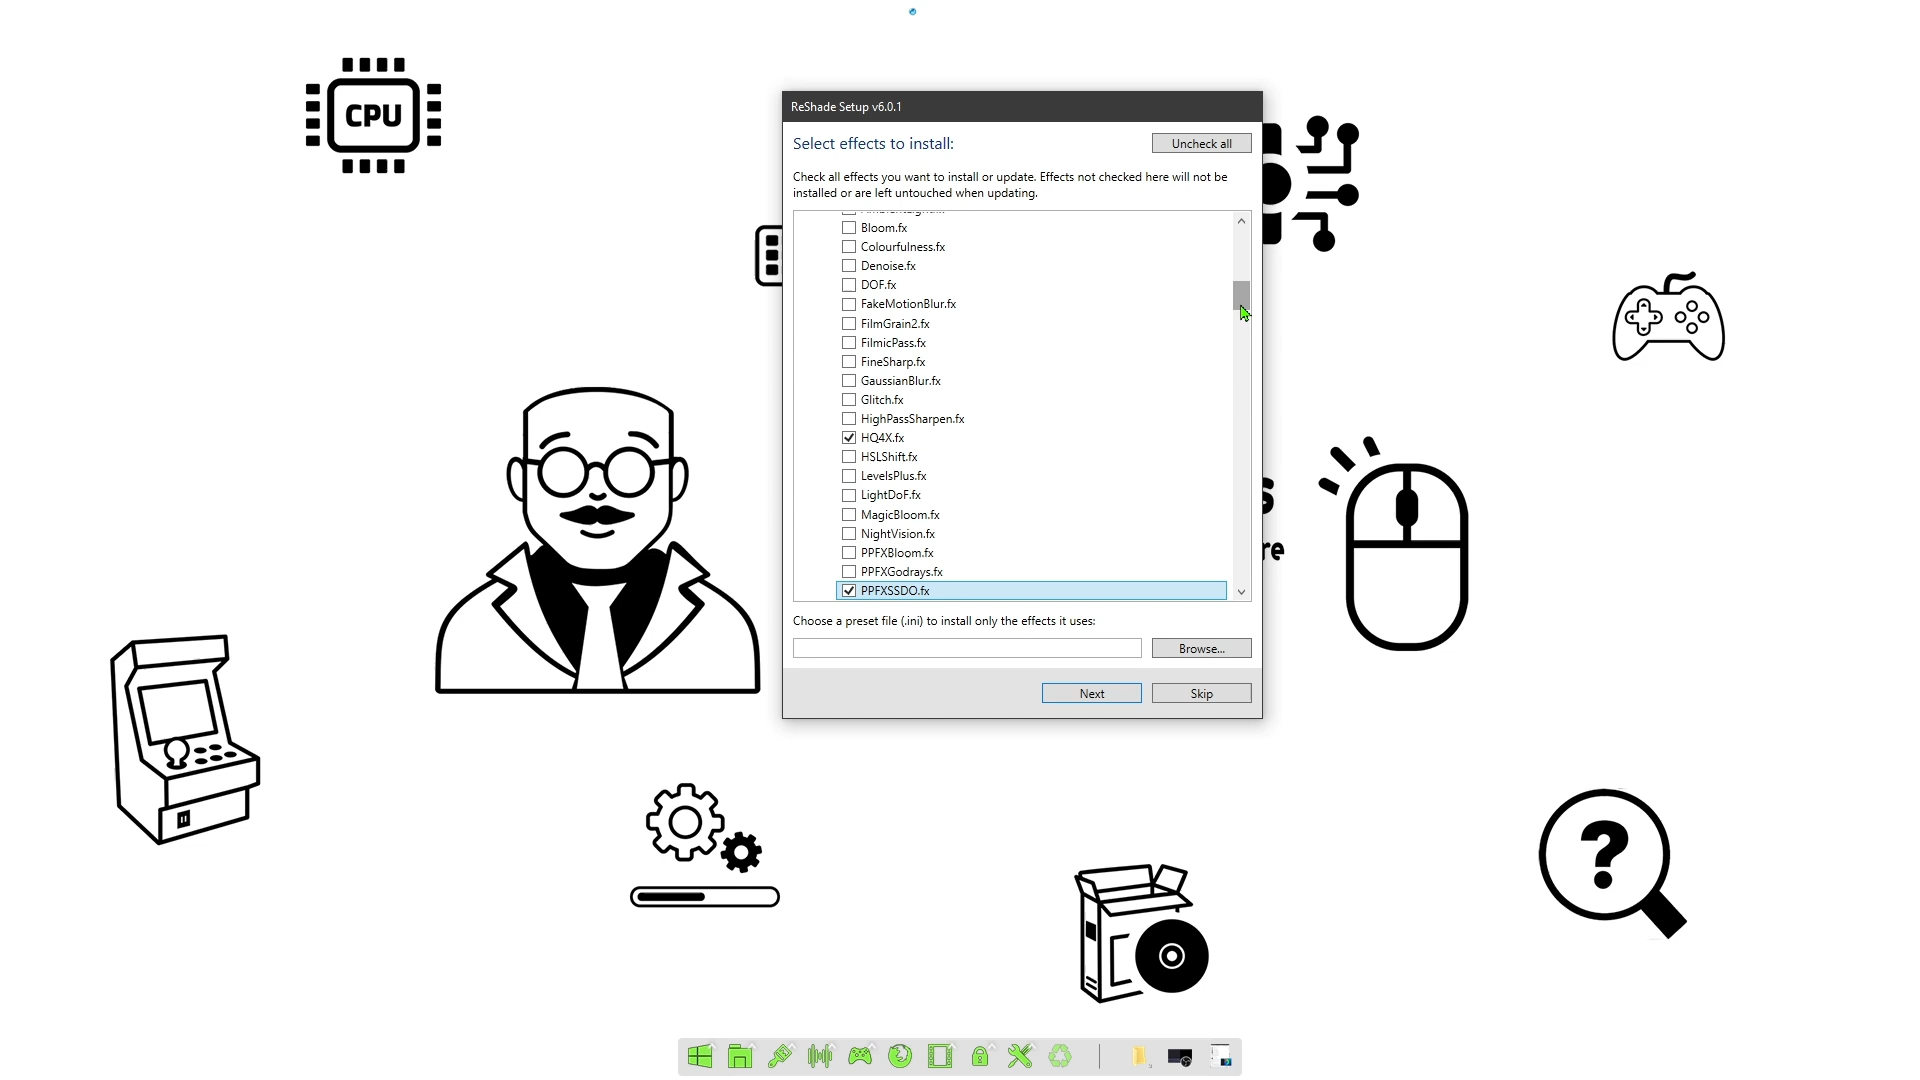 CPU
ReShade Setup v6.0.1
Select effects to install:
Uncheck all
Check all effects you want to install or update. Effects not checked here will not be
installed or are left untouched when updating.
Bloom.fx
Colourfulness.fx
Denoise.fx
DOF.fx
FakeMotionBlur.fx
FilmGrain2.fx
FilmicPass.fx
FineSharp.fx
GaussianBlur.fx
Glitch.fx
HighPassSharpen.fx
HQ4X.fx
HSLShift.fx
LevelsPlus.fx
LightDoF.fx
MagicBloom.fx
NightVision.fx
PPFXBloom.fx
PPFXGodrays.fx
PPFXSSDO.fx
Choose a preset file (.ini) to install only the effects it uses:
Browse...
Next
Skip
s
re
?